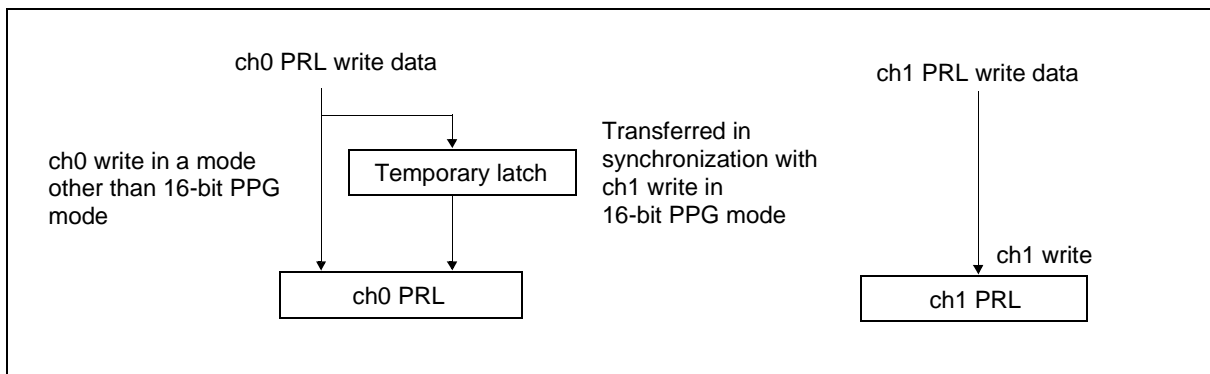 ch0 PRL write data
ch1 PRL write data
ch0 write in a mode
other than 16-bit PPG
mode
Temporary latch
Transferred in
synchronization with
ch1 write in
16-bit PPG mode
ch1 write
ch0 PRL
ch1 PRL